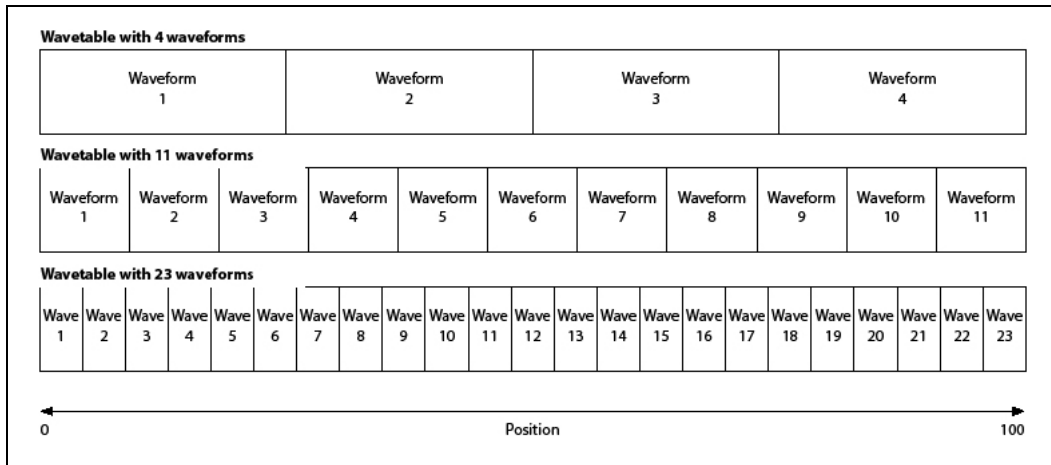 Wavetable with 4 waveforms
Waveform Waveform Waveform Waveform
1 2 3 4
Wavetable with 11 waveforms
Waveform Waveform Waveform Waveform Waveform Waveform Waveform Waveform Waveform Waveform Waveform
1 2 3 4 5 6 7 8 9 10 11
Wavetable with 23 waveforms
Wave Wave Wave Wave Wave Wave Wave Wave Wave Wave Wave Wave Wave Wave Wave Wave Wave Wave Wave Wave Wave Wave Wave
1 2 3 4 5 6 7 8 9 10 11 12 13 14 15 16 17 18 19 20 21 22 23
0 Position 100